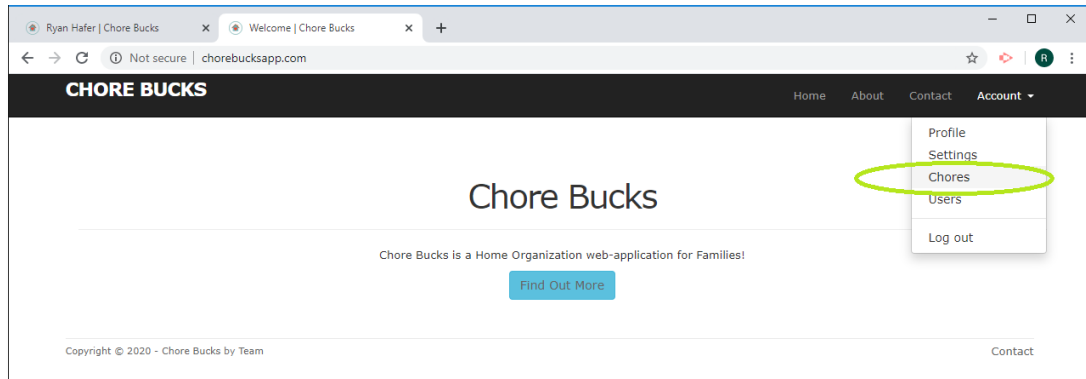 Ryan Hafer | Chore Bucks
Welcome | Chore Bucks
Not secure | chorebucksapp.com
R
CHORE BUCKS
Home About Contact Account
Profile
Settings
Chores
Users
Log out
Chore Bucks
Chore Bucks is a Home Organization web-application for Families!
Find Out More
Copyright © 2020 - Chore Bucks by Team
Contact